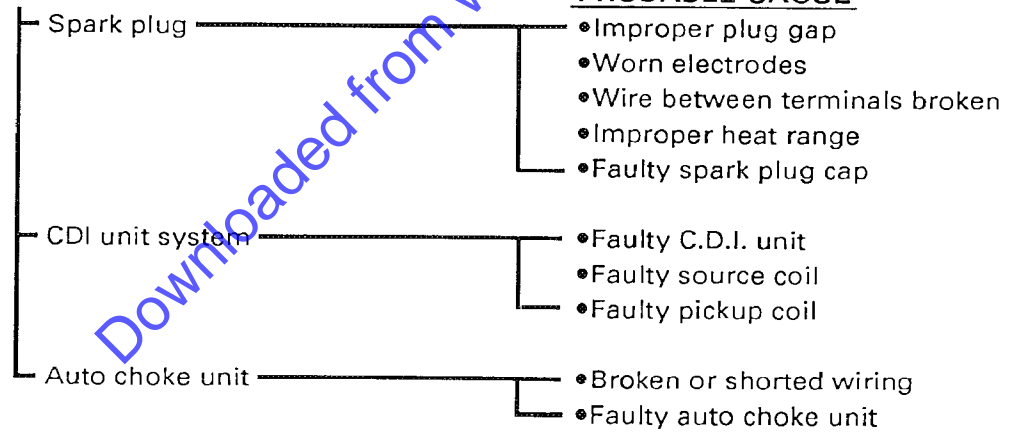 Spark plug
•Improper plug gap
•Worn electrodes
•Wire between terminals broken
•Improper heat range
•Faulty spark plug cap
CDI unit system
•Faulty C.D.I. unit
•Faulty source coil
•Faulty pickup coil
Auto choke unit
•Broken or shorted wiring
•Faulty auto choke unit
Downloaded from